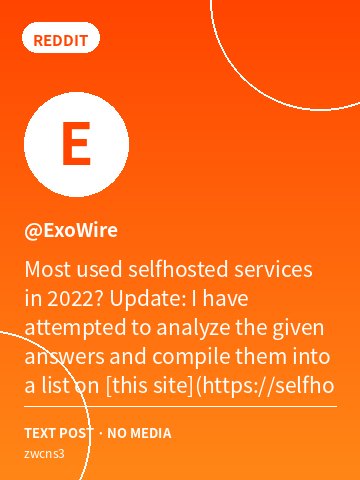 REDDIT
E
@ExoWire
Most used selfhosted services
in 2022? Update: I have
attempted to analyze the given
answers and compile them into
a list on [this site](https://selfho
TEXT POST · NO MEDIA
zwcns3